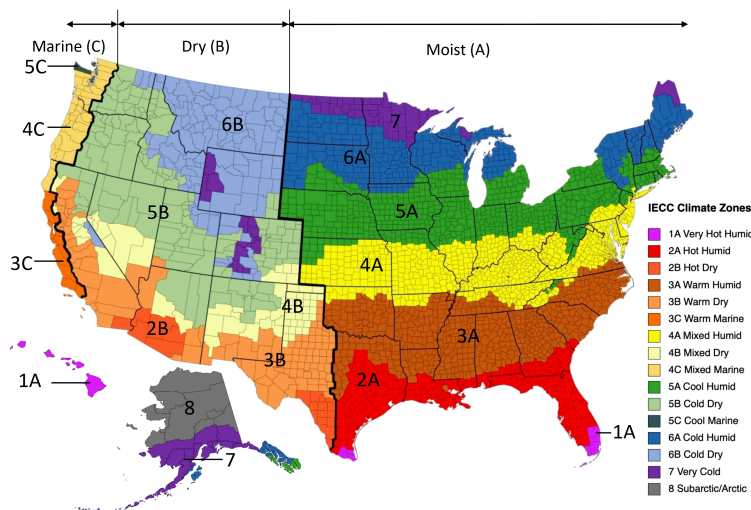 Marine (C)
Dry (B)
Moist (A)
5C
4C
6B
7
6A
5B
5A
3C
4A
4B
2B
3A
3B
2A
1A
8
7
1A
IECC Climate Zones
1A Very Hot Humid
2A Hot Humid
2B Hot Dry
3A Warm Humid
3B Warm Dry
3C Warm Marine
4A Mixed Humid
4B Mixed Dry
4C Mixed Marine
5A Cool Humid
5B Cold Dry
5C Cool Marine
6A Cold Humid
6B Cold Dry
7 Very Cold
8 Subarctic/Arctic